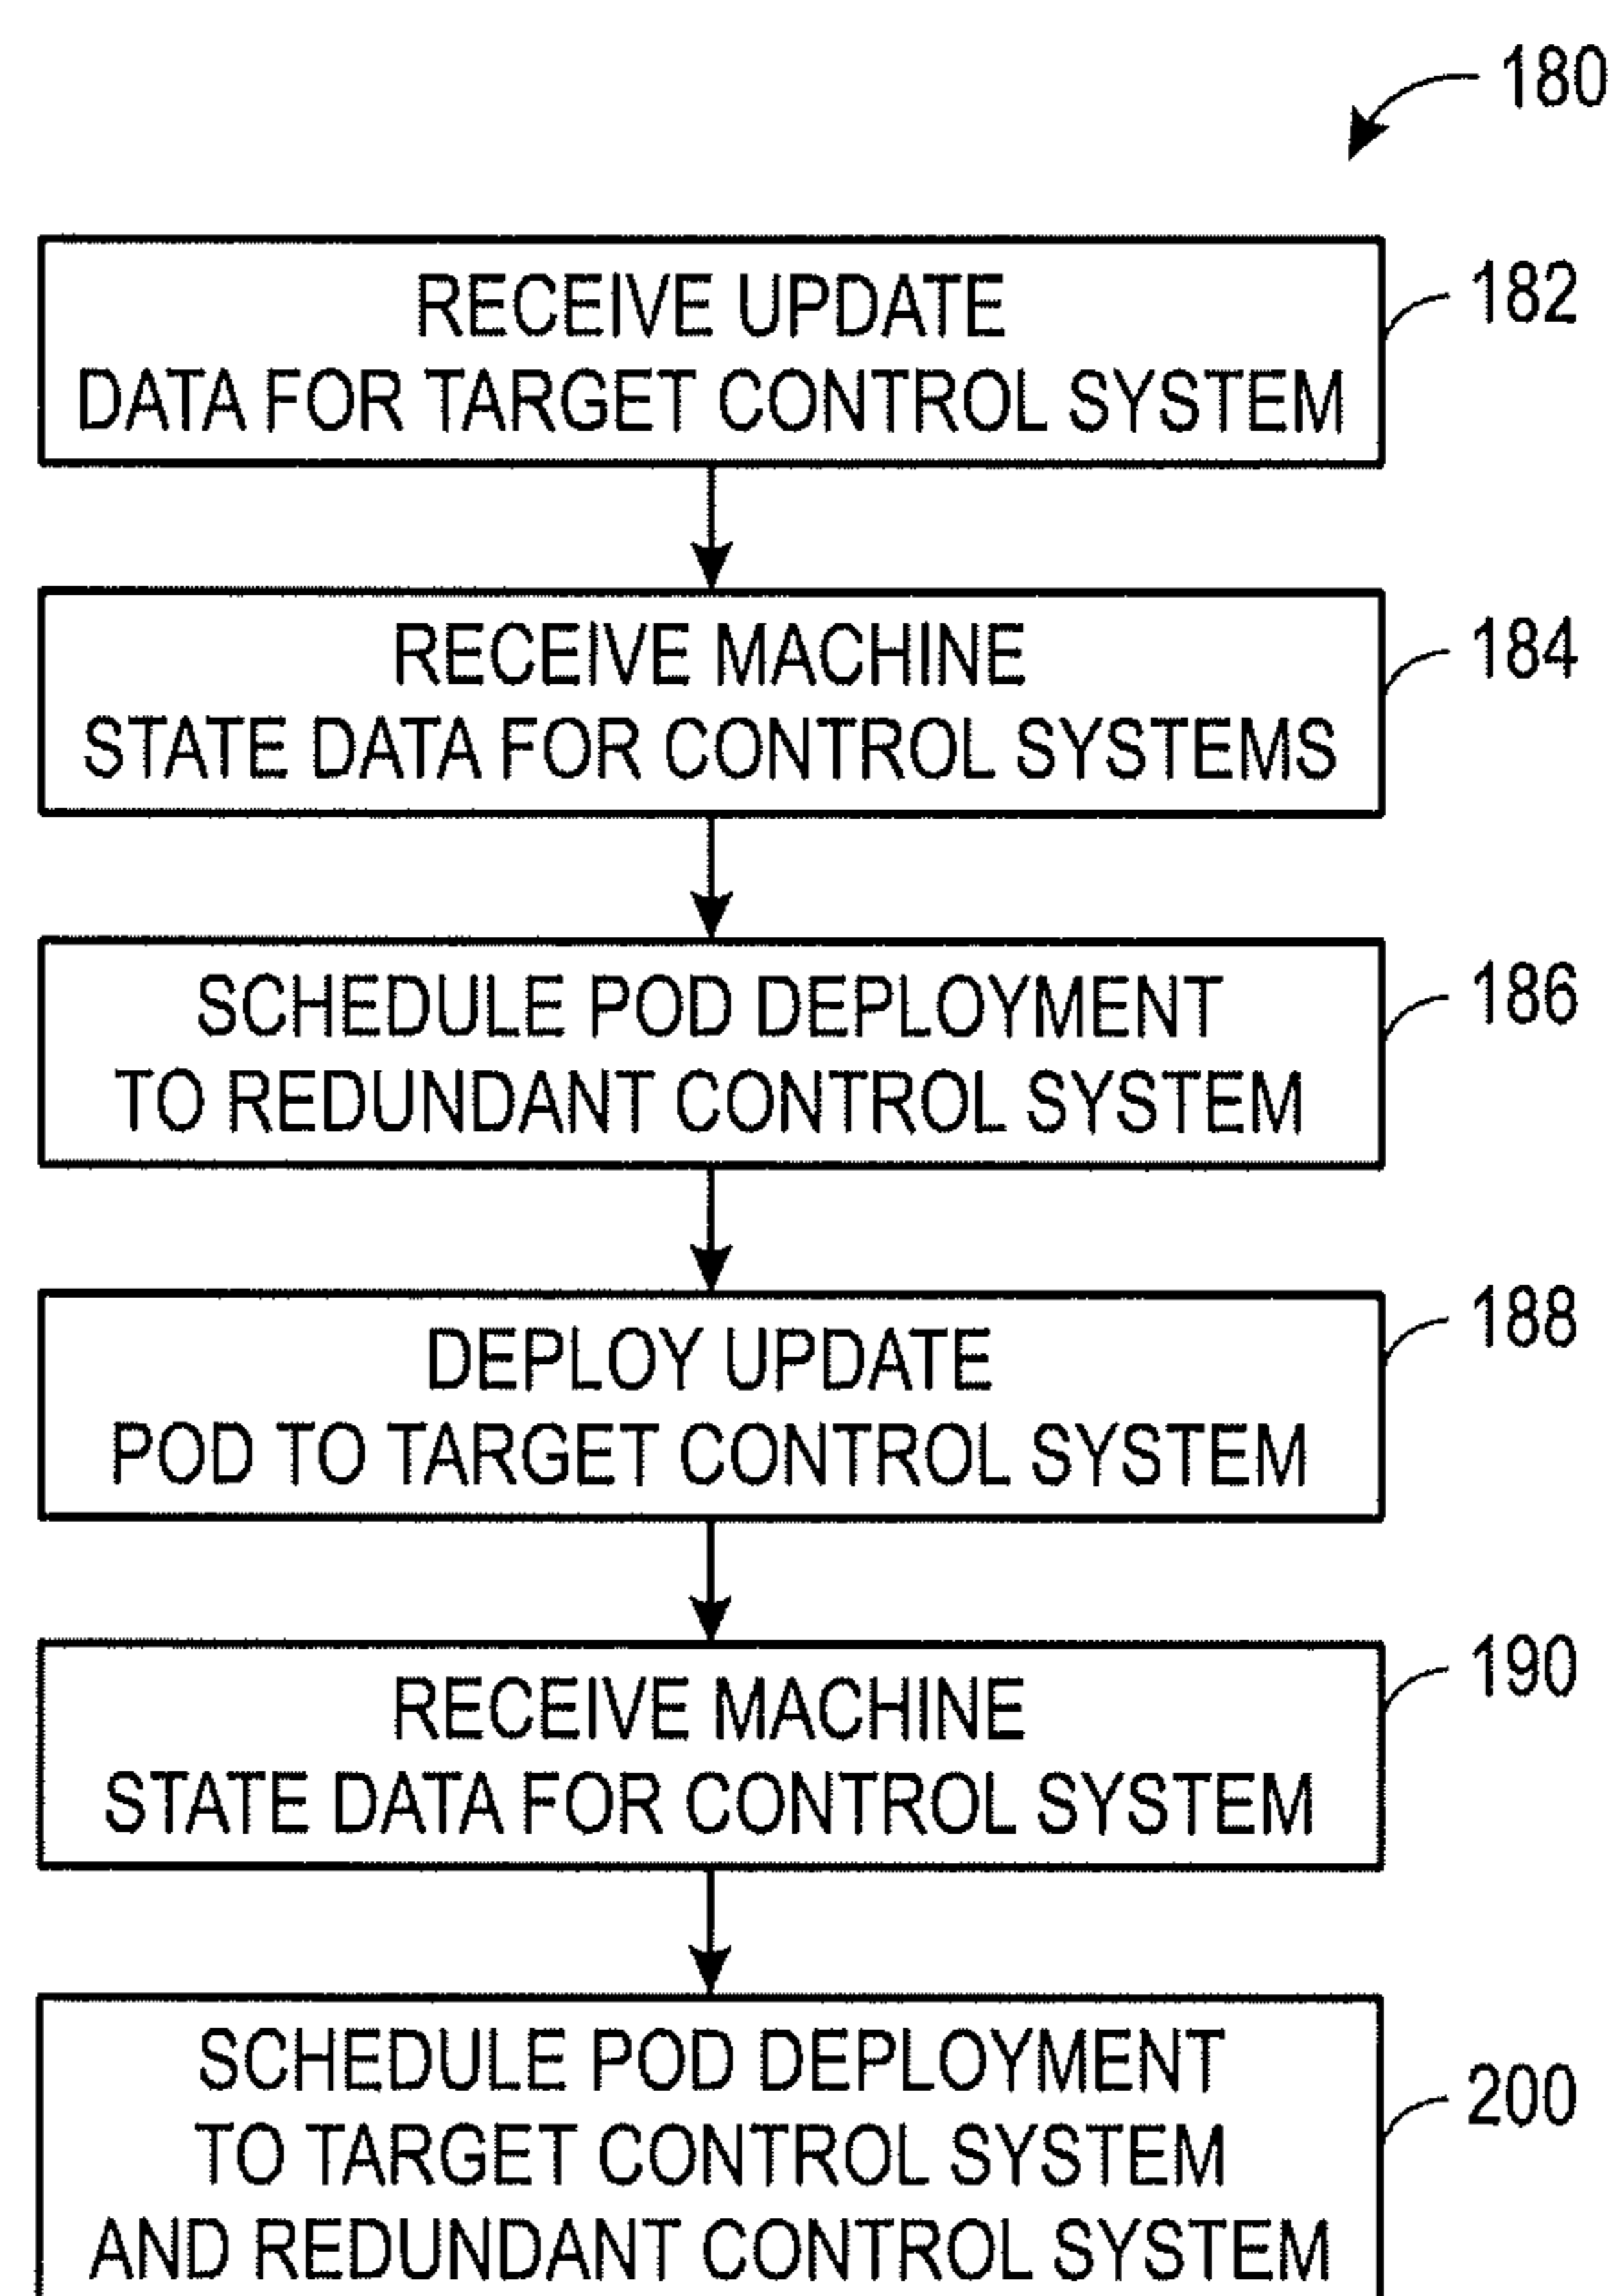 180
RECEIVE UPDATE
DATA FOR TARGET CONTROL SYSTEM
182
RECEIVE MACHINE
STATE DATA FOR CONTROL SYSTEMS
184
SCHEDULE POD DEPLOYMENT
TO REDUNDANT CONTROL SYSTEM
186
DEPLOY UPDATE
POD TO TARGET CONTROL SYSTEM
188
RECEIVE MACHINE
STATE DATA FOR CONTROL SYSTEM
190
SCHEDULE POD DEPLOYMENT
TO TARGET CONTROL SYSTEM
AND REDUNDANT CONTROL SYSTEM
200